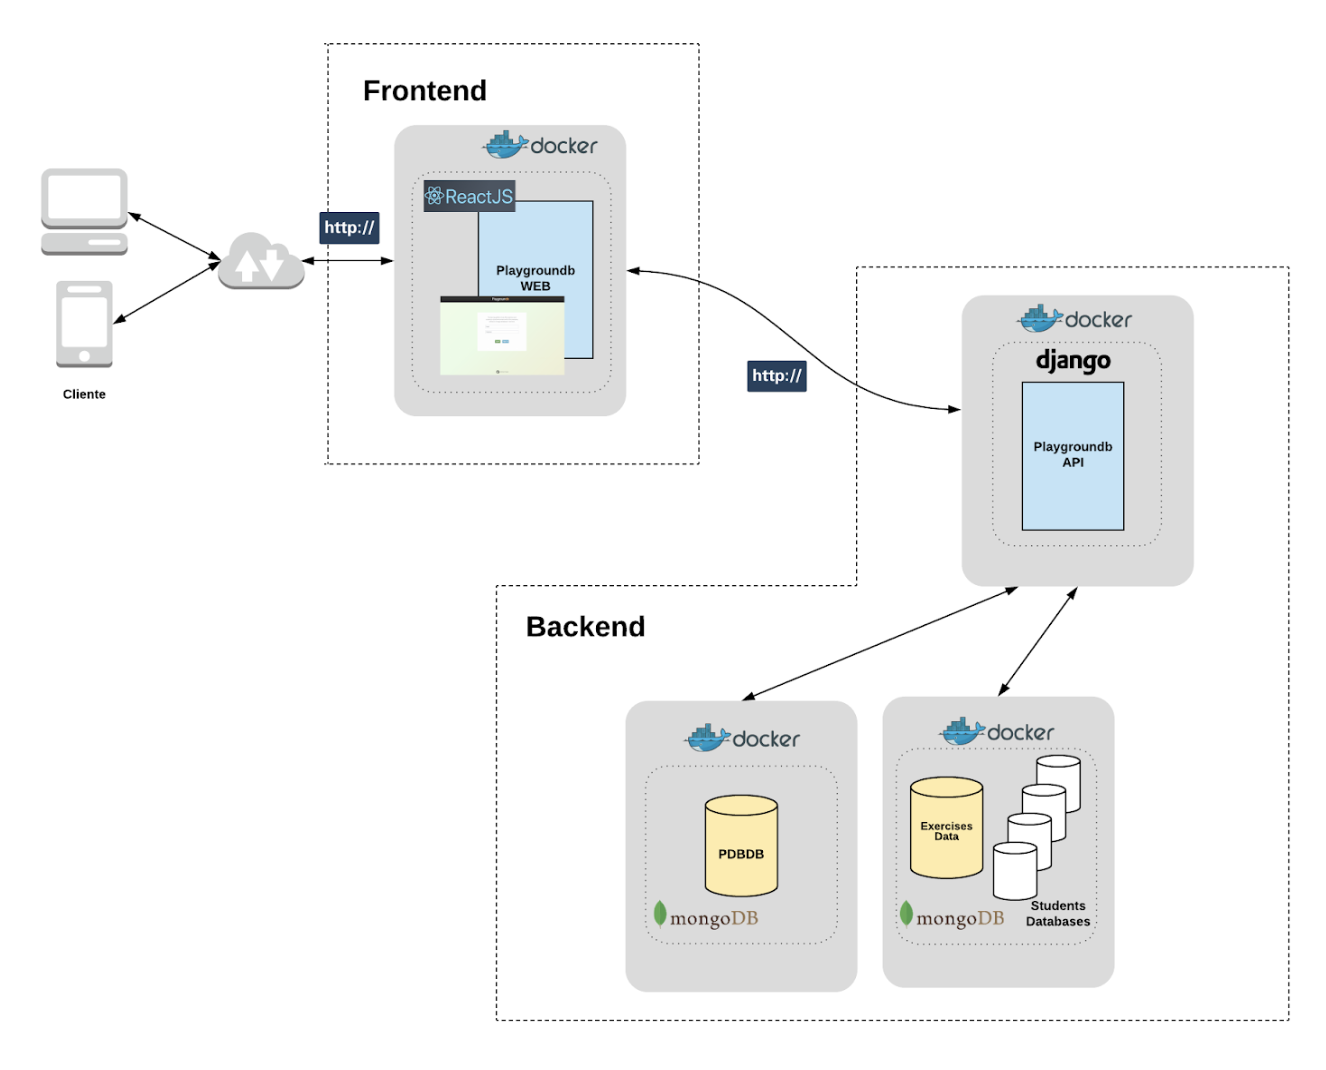 Frontend
docker
ReactJS
http://
Playgroundb
WEB
Cliente
http://
docker
django
Playgroundb
API
Backend
docker
PDBDB
mongoDB
docker
Exercises
Data
mongoDB
Students
Databases